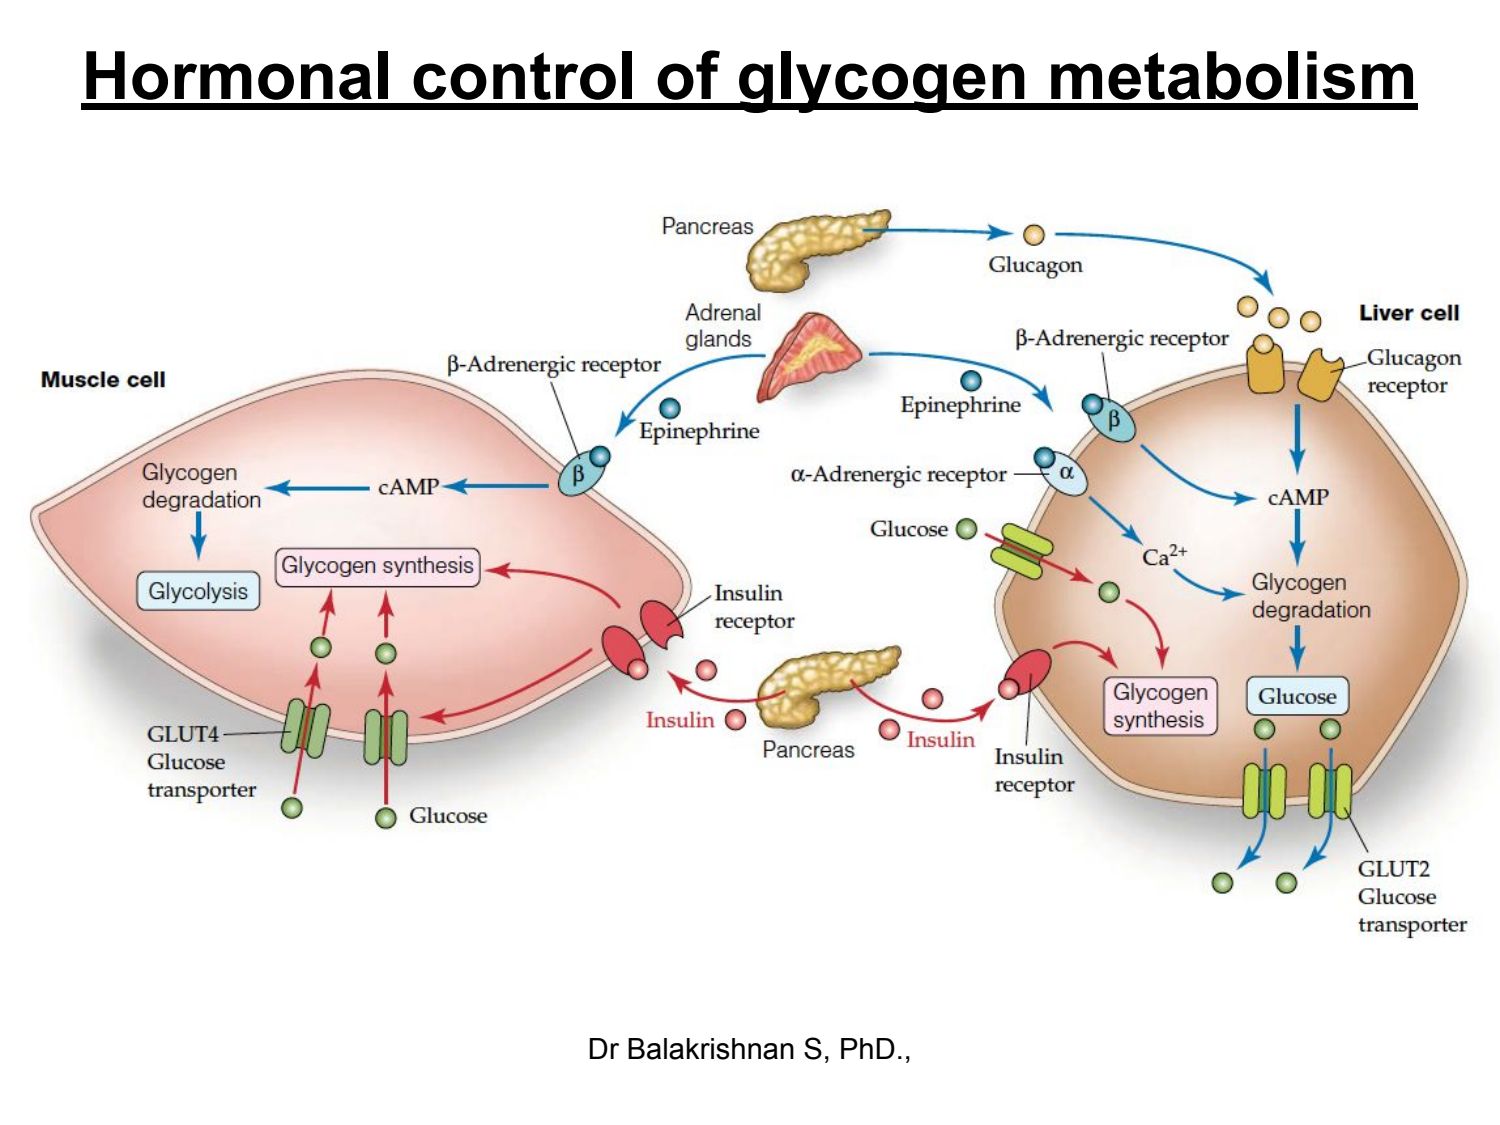 Hormonal control of glycogen metabolism
Pancreas
Glucagon
Adrenal
glands
Liver cell
β-Adrenergic receptor
Glucagon
receptor
β-Adrenergic receptor
Muscle cell
Epinephrine
Epinephrine
β
β
α-Adrenergic receptor
α
Glycogen
degradation
cAMP
cAMP
Glucose
Ca2+
Glycogen synthesis
Glycolysis
Glycogen
degradation
Insulin
receptor
Glycogen
synthesis
Glucose
Insulin
Insulin
Pancreas
Insulin
receptor
GLUT4
Glucose
transporter
Glucose
GLUT2
Glucose
transporter
Dr Balakrishnan S, PhD.,